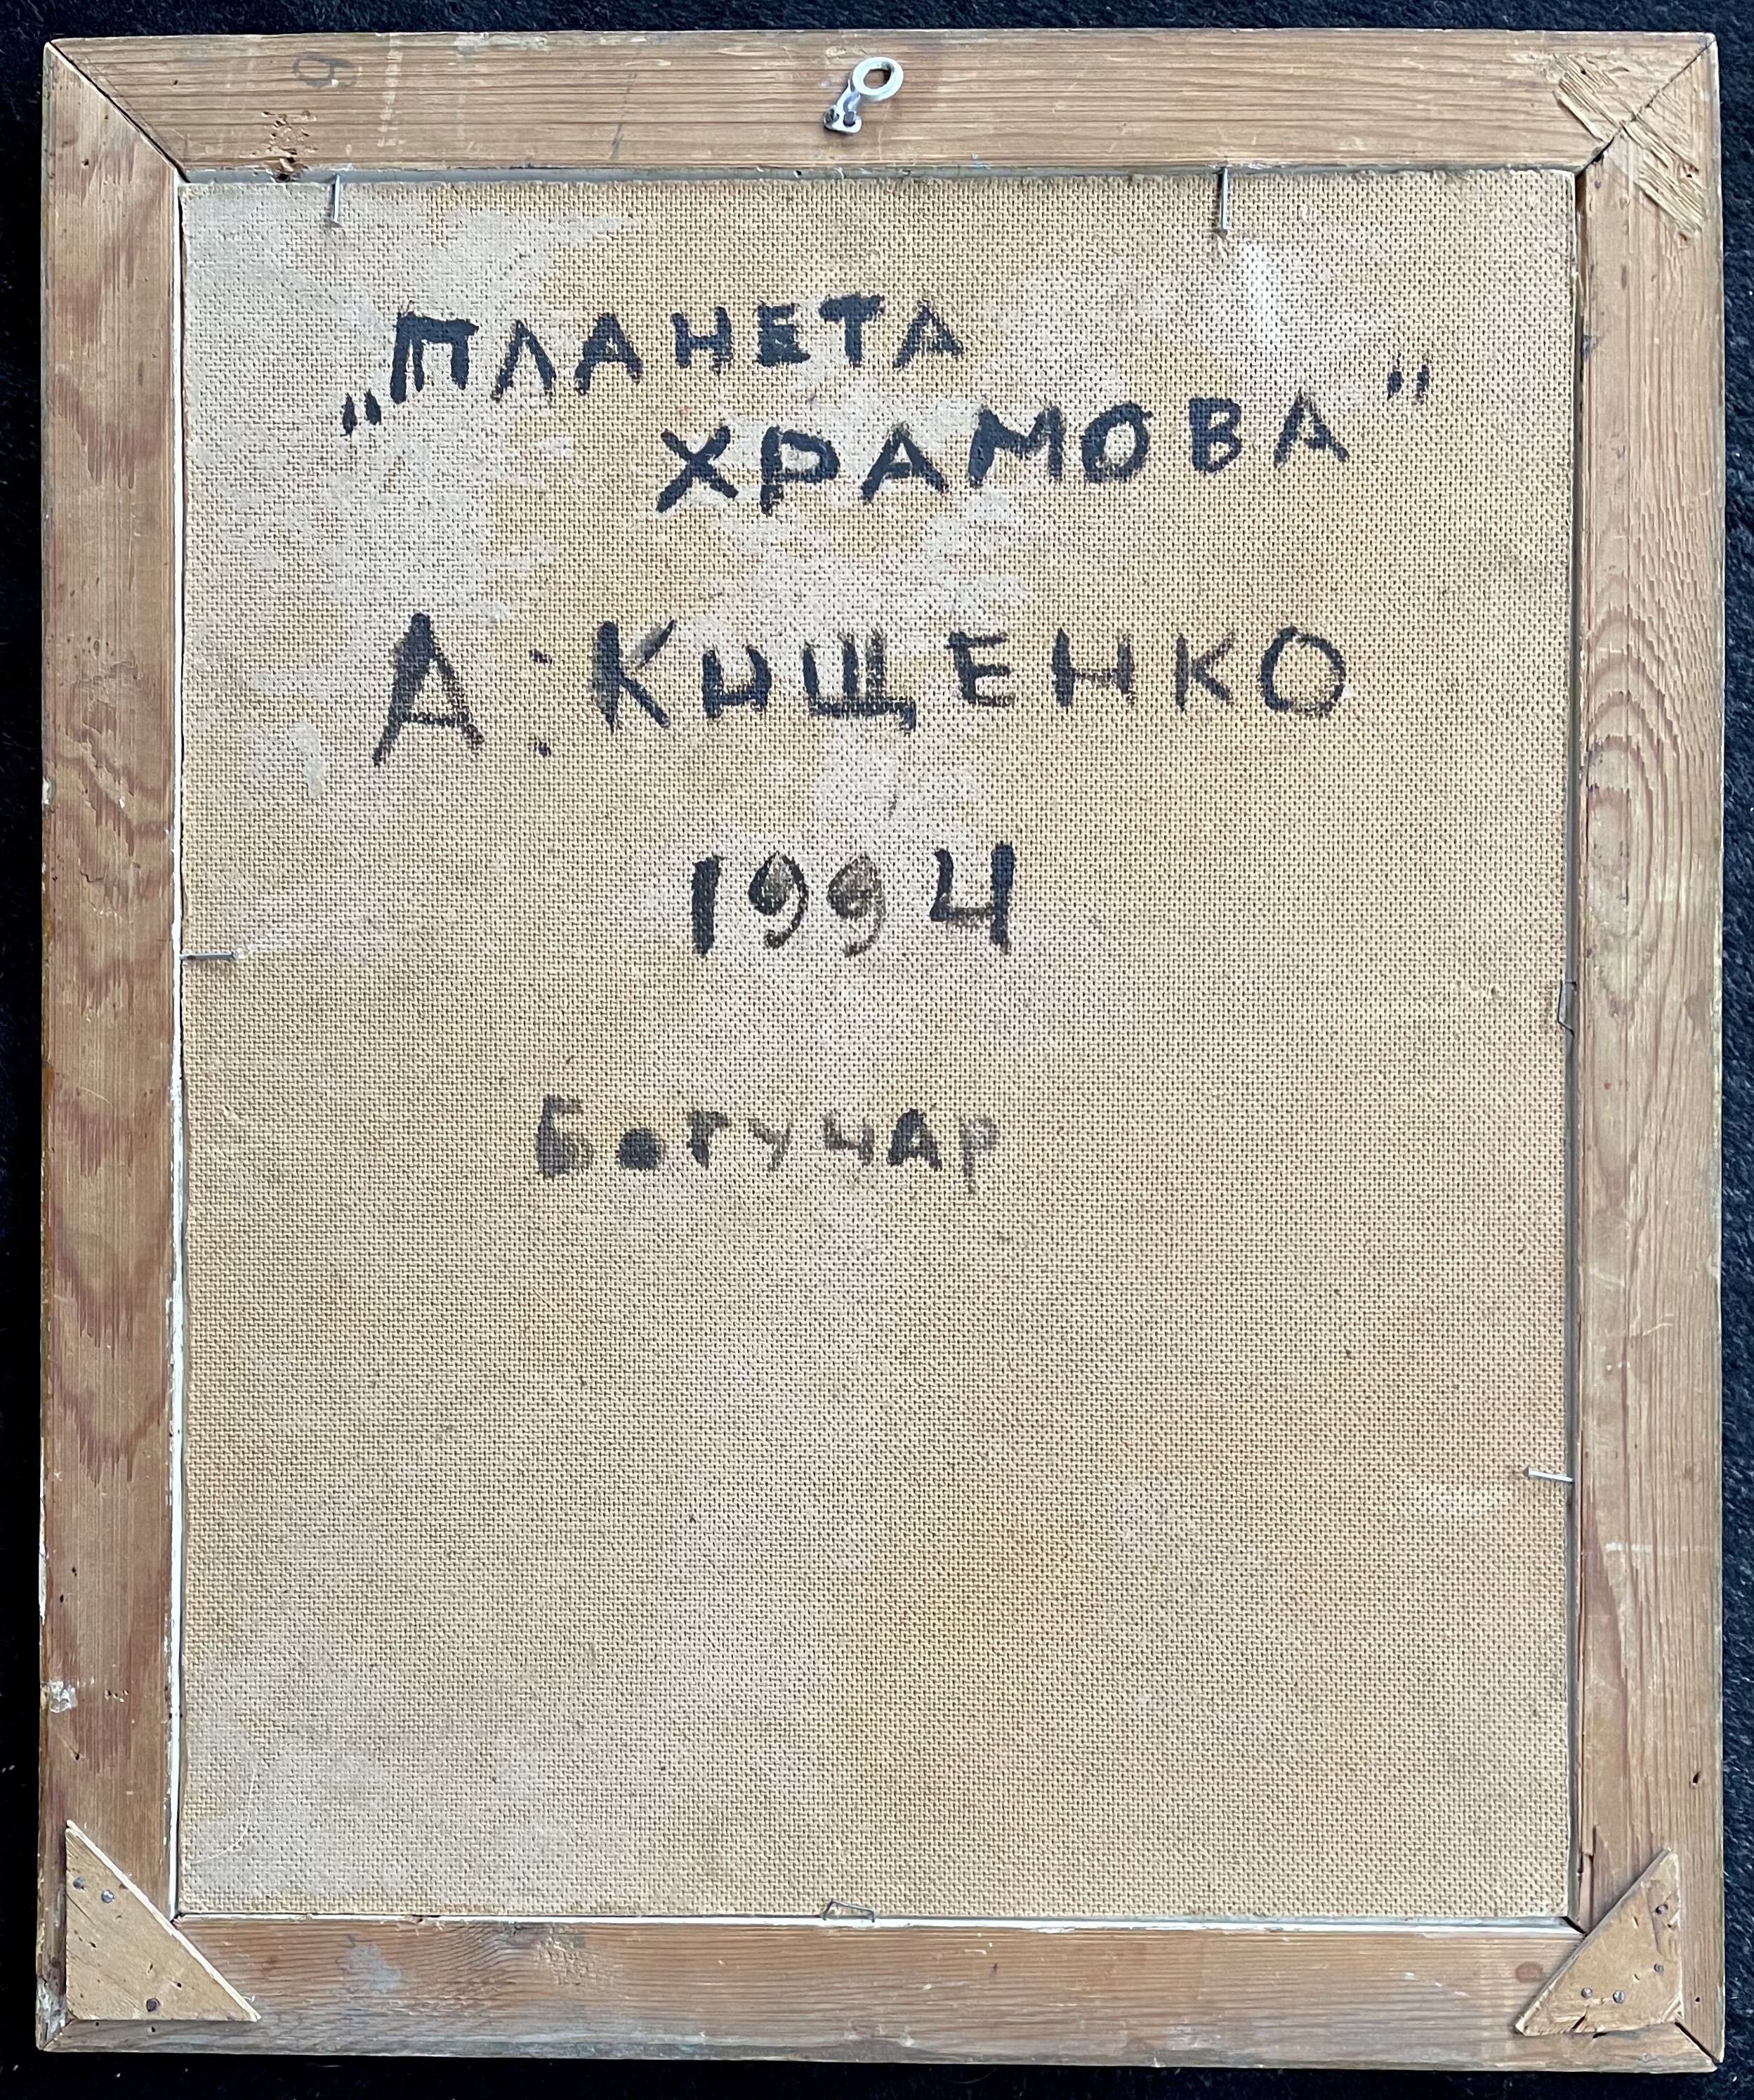 „ПЛАНЕТА
ХРАМОВА"
А: КИЩЕНКО
1994
Богучар